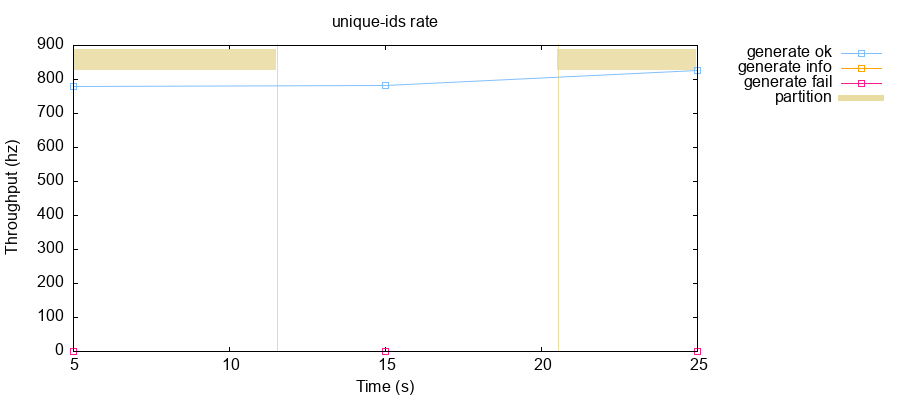 unique-ids rate
900
800
700
600
500
400
300
200
100
0
Throughput (hz)
5
10
15
20
25
Time (s)
generate ok
generate info
generate fail
partition